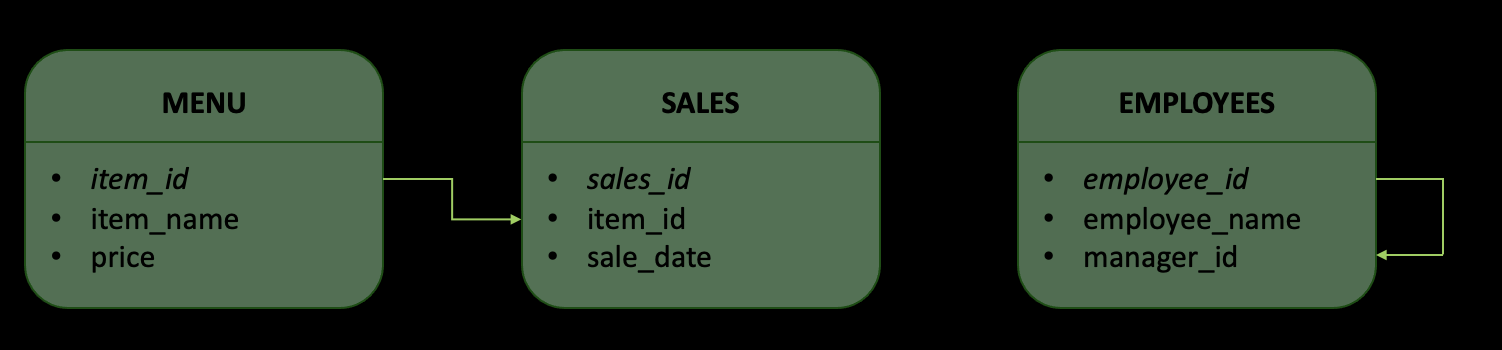 MENU
• item_id
• item_name
• price
SALES
• sales_id
• item_id
• sale_date
EMPLOYEES
• employee_id
• employee_name
• manager_id